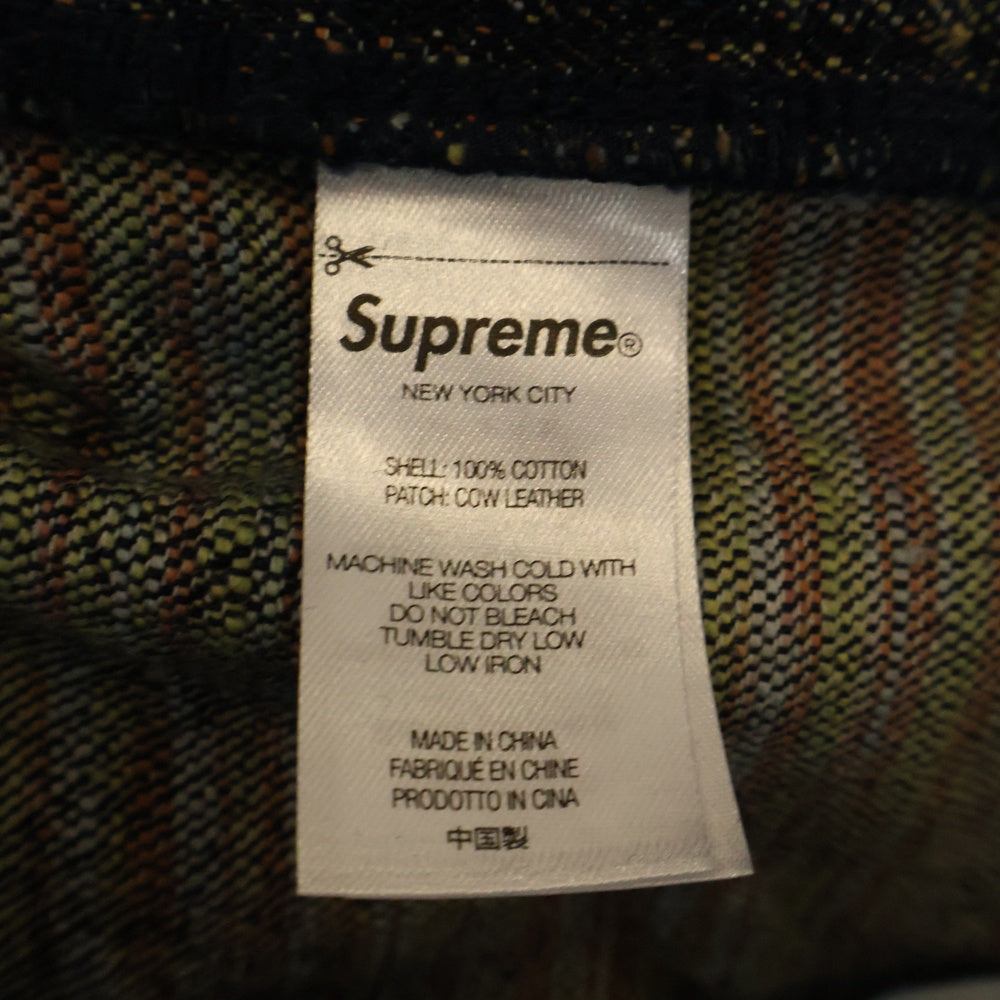 Supreme®
NEW YORK CITY
SHELL: 100% COTTON
PATCH: COW LEATHER
MACHINE WASH COLD WITH
LIKE COLORS
DO NOT BLEACH
TUMBLE DRY LOW
LOW IRON
MADE IN CHINA
FABRIQUÉ EN CHINE
PRODOTTO IN CINA
中国製